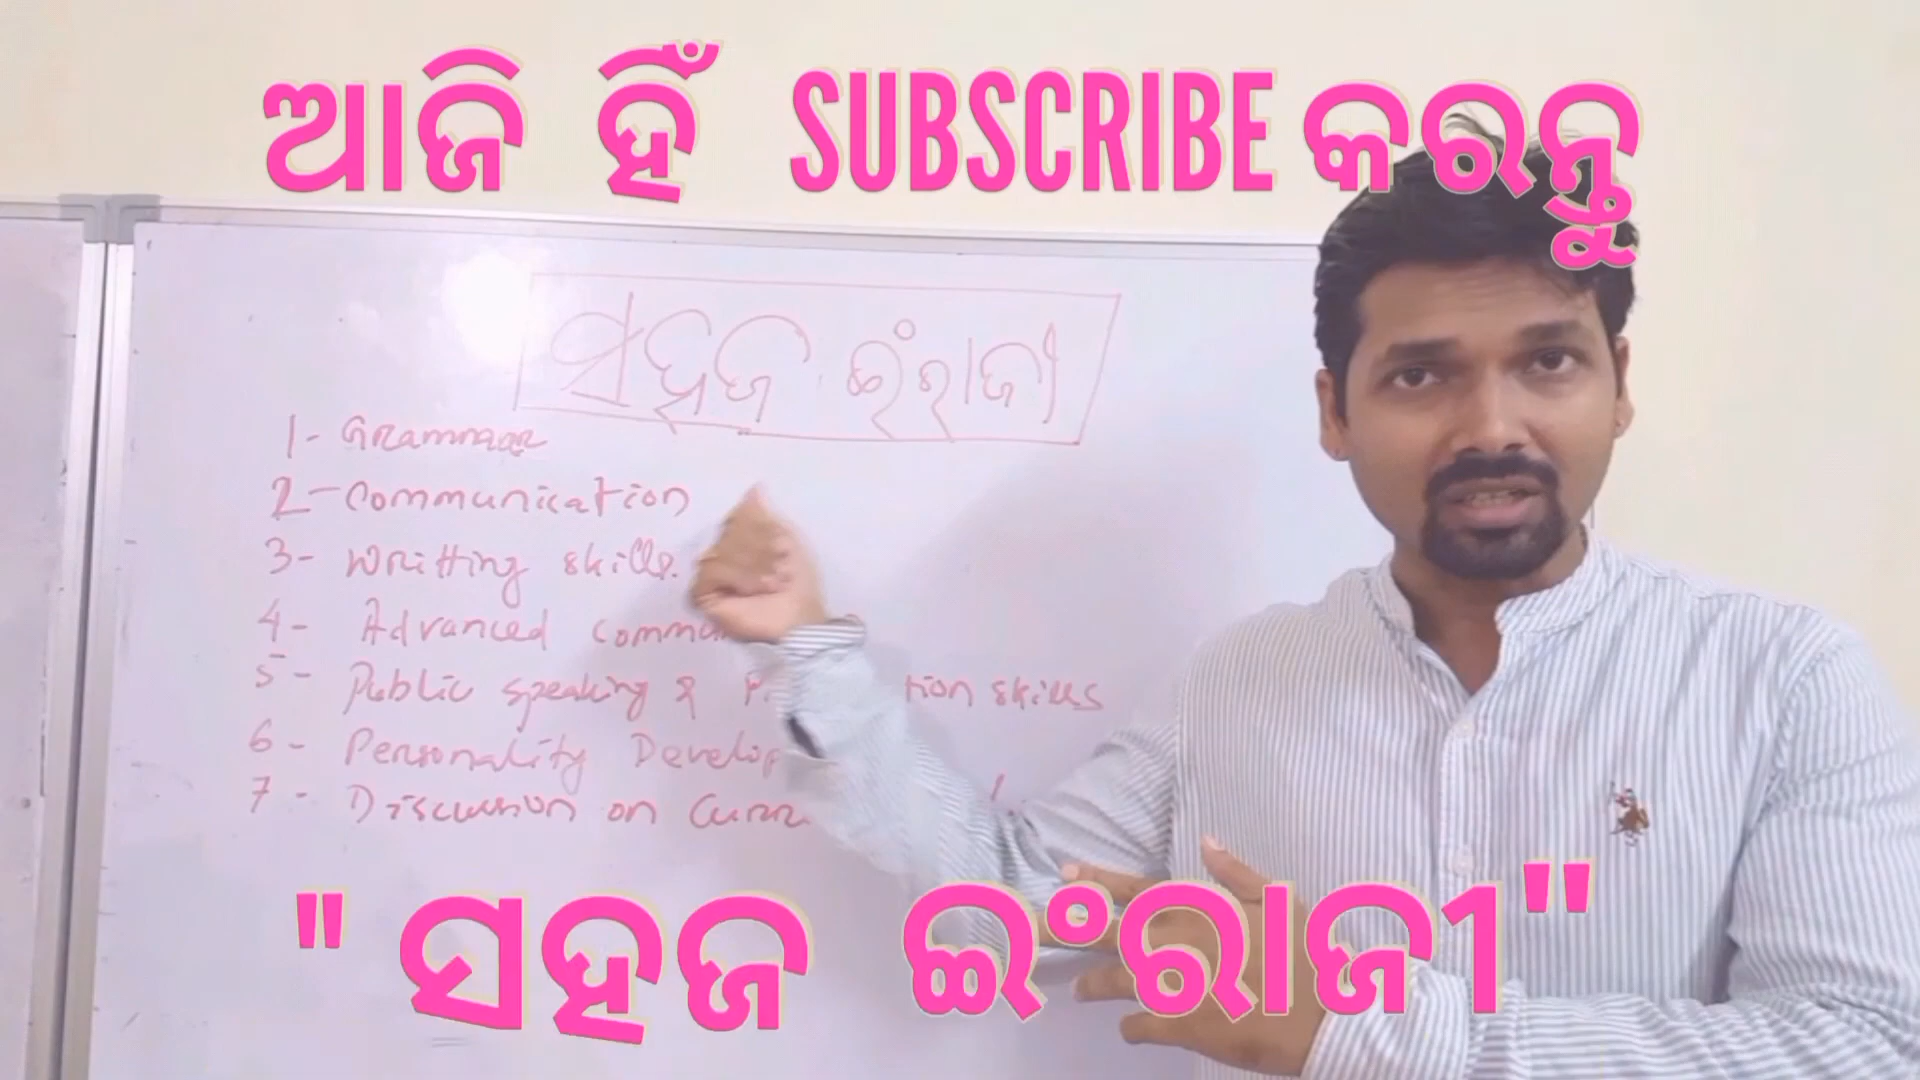 ଆଜି ହିଁ SUBSCRIBE କରନ୍ତୁ
ସହଜ ଇଂରାଜୀ
1- Grammar
2- Communication
3- Writting skills.
4- Advanced
5- Public speaking & skills
6- Personality
7- Discussion on
" ସହଜ ଇଂରାଜୀ"